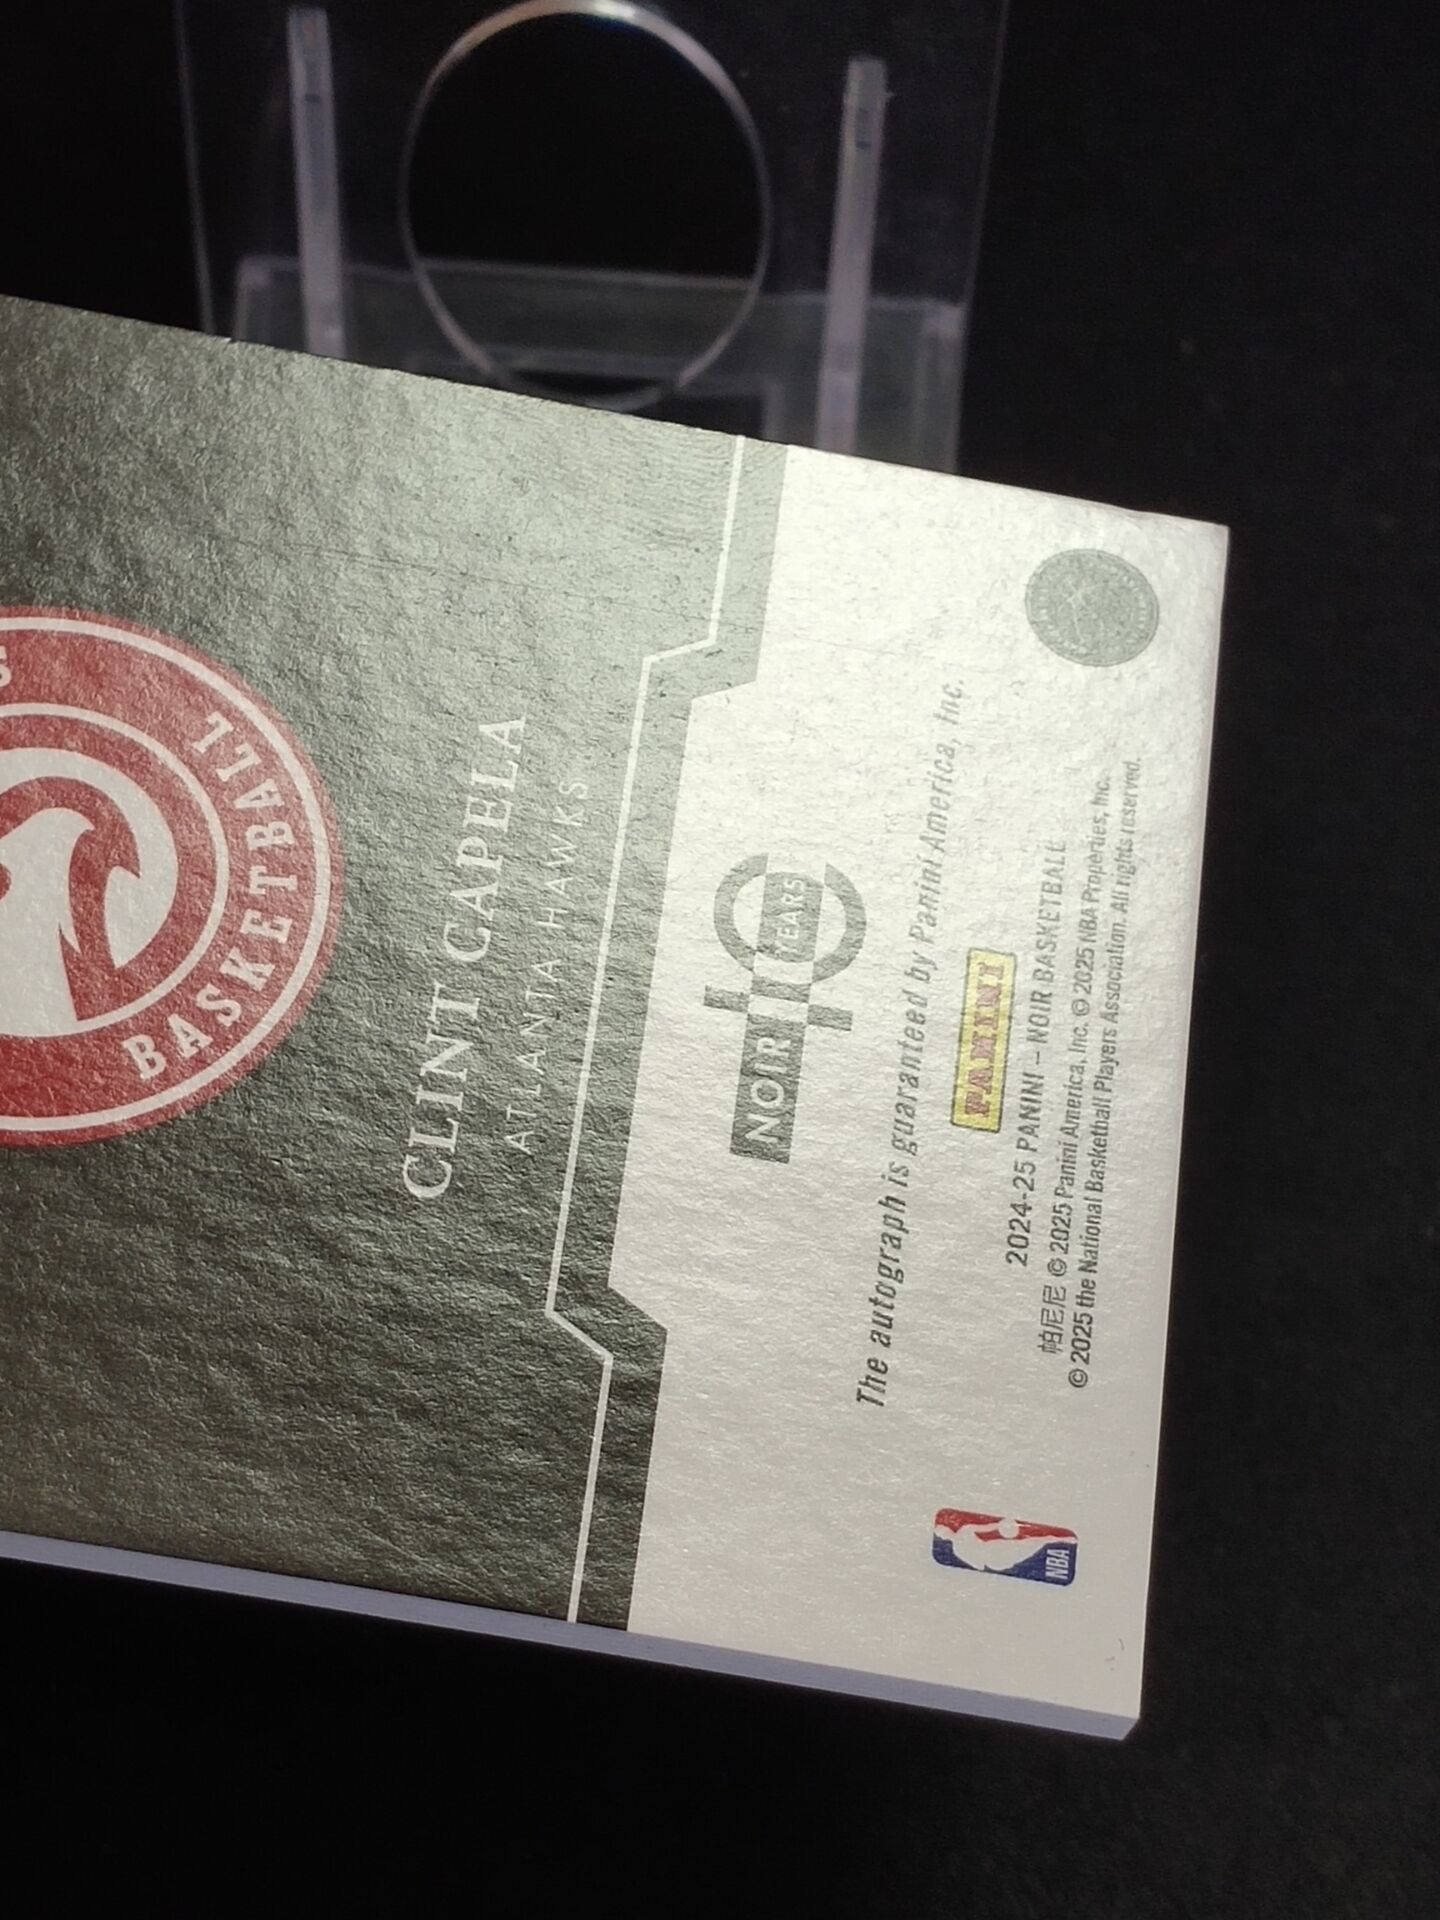 BASKETBALL
CLINT CAPELA
ATLANTA HAWKS
NOIR
10
YEARS
The autograph is guaranteed by Panini America, Inc.
PANINI
2024-25 PANINI – NOIR BASKETBALL
帕尼尼 © 2025 Panini America, Inc. © 2025 NBA Properties, Inc.
© 2025 the National Basketball Players Association. All rights reserved.
NBA